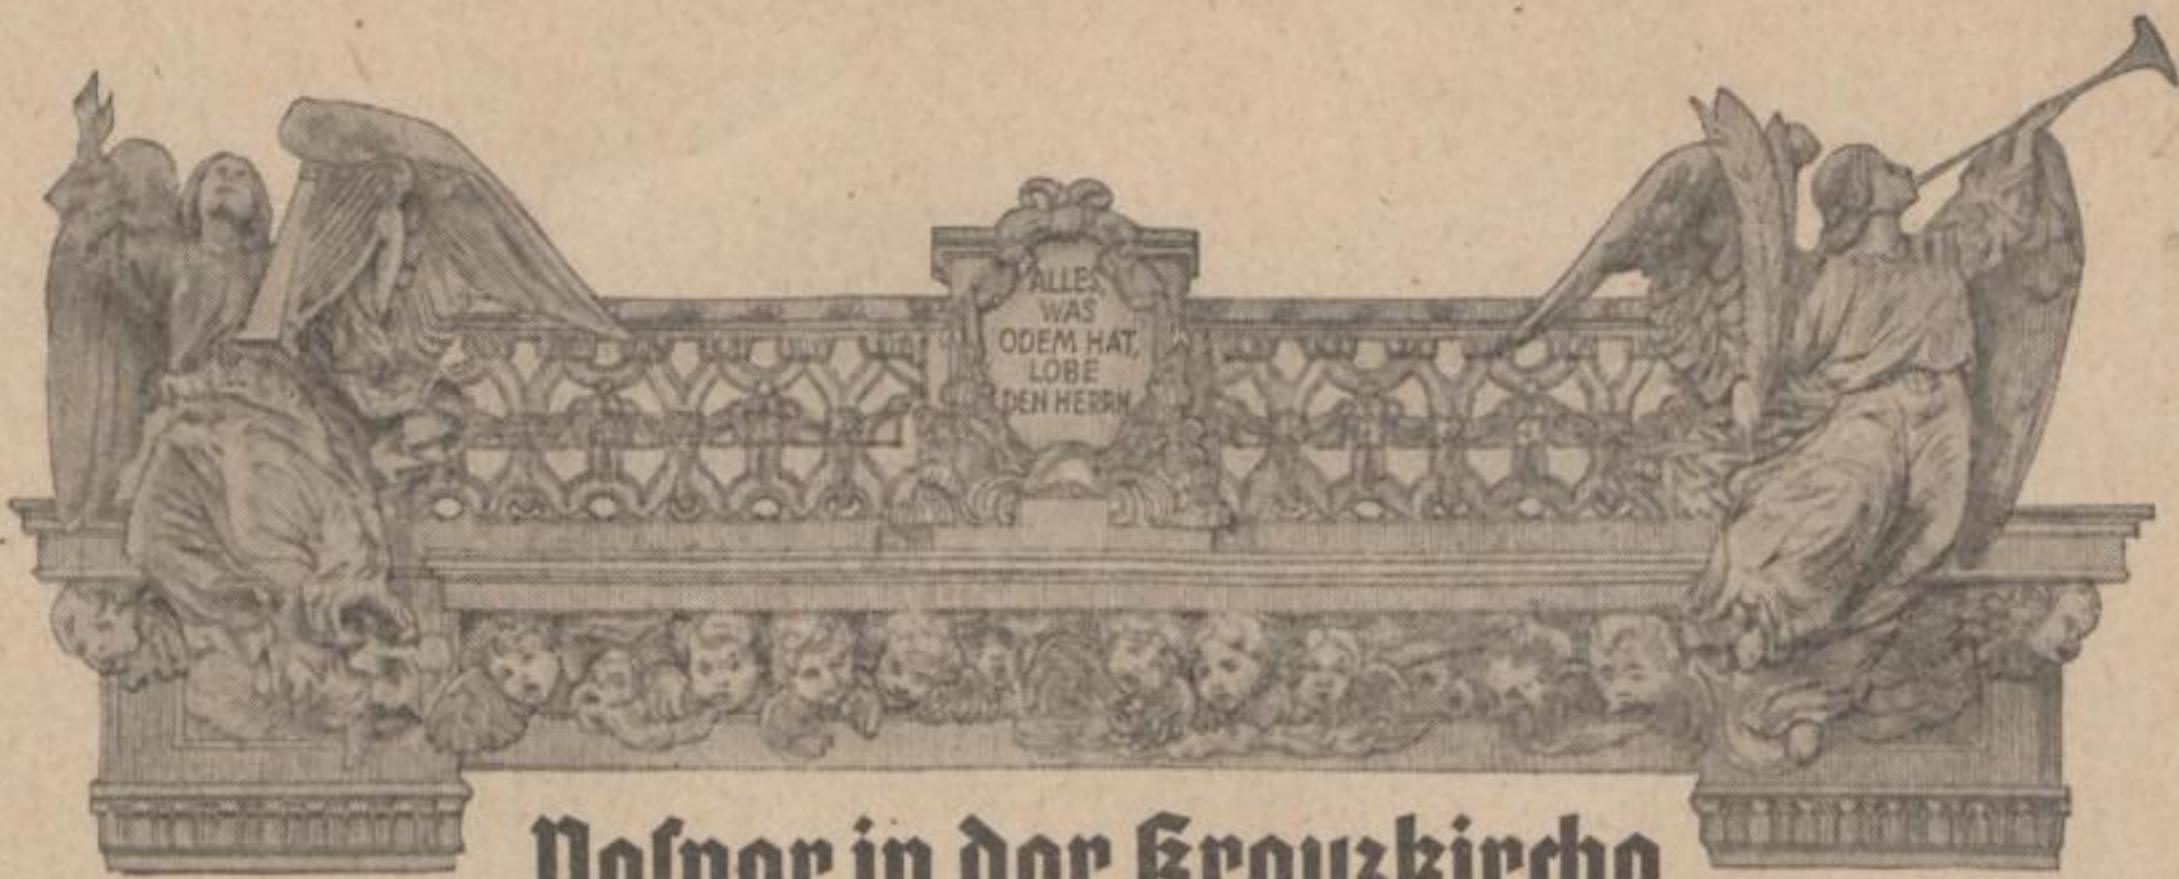 ALLES
WAS
ODEM HAT,
LOBE
DEN HERRN
Vesper in der Kreuzkirche